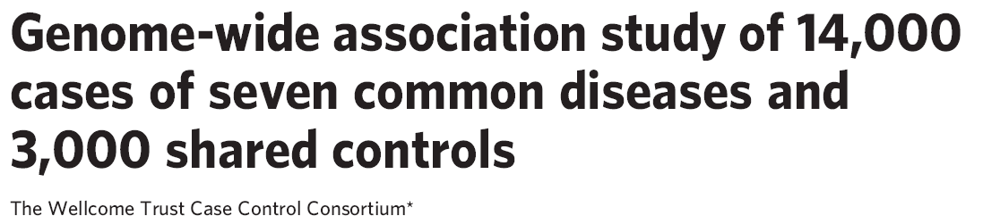 Genome-wide association study of 14,000
cases of seven common diseases and
3,000 shared controls
The Wellcome Trust Case Control Consortium*